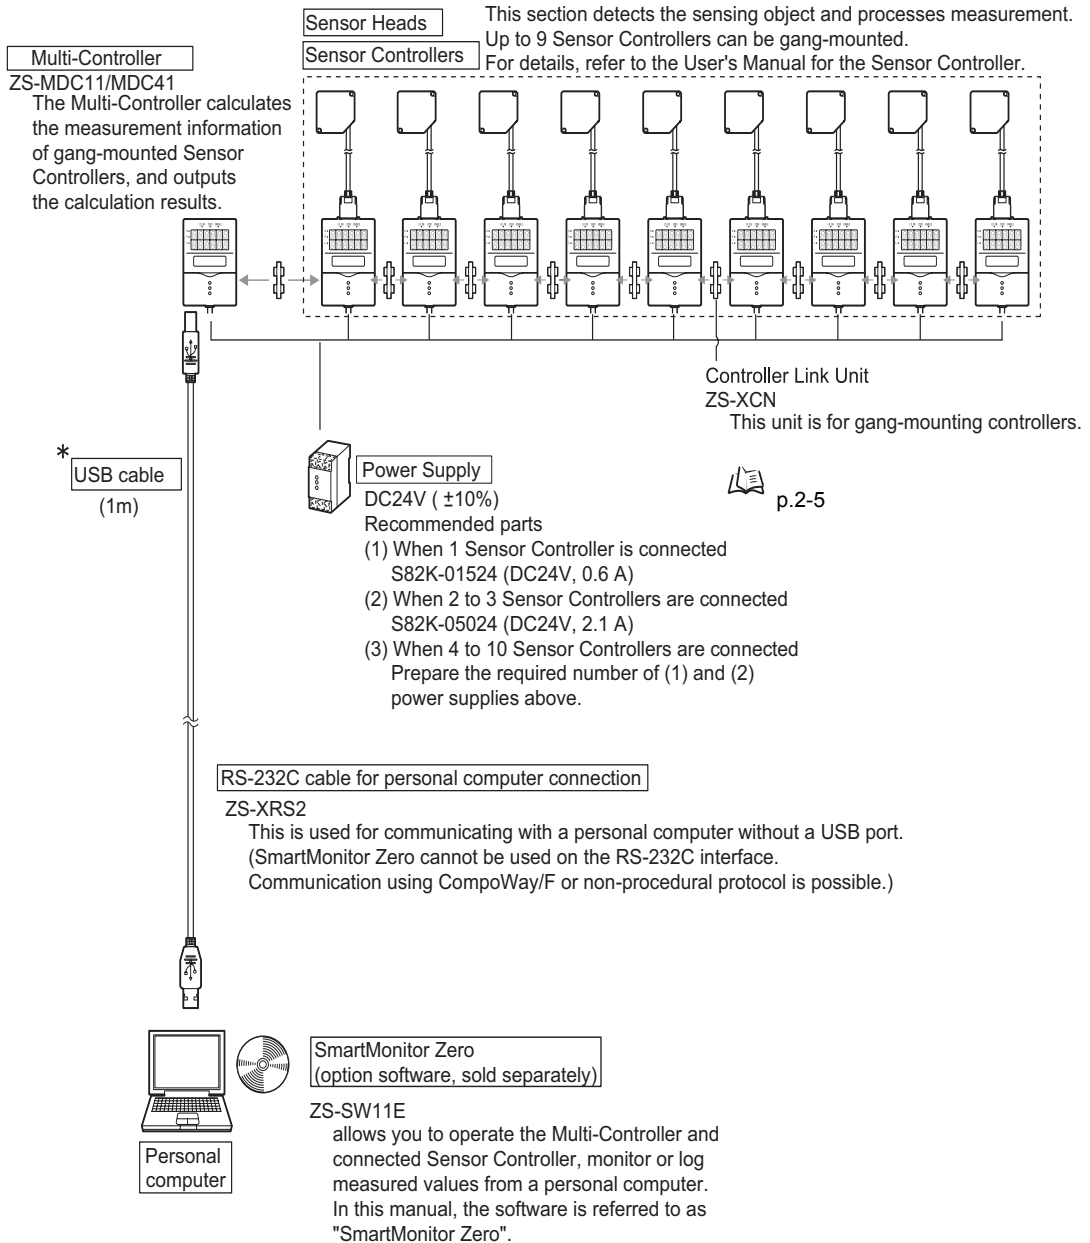 Sensor Heads
This section detects the sensing object and processes measurement.
Up to 9 Sensor Controllers can be gang-mounted.
Sensor Controllers
For details, refer to the User's Manual for the Sensor Controller.
Multi-Controller
ZS-MDC11/MDC41
The Multi-Controller calculates
the measurement information
of gang-mounted Sensor
Controllers, and outputs
the calculation results.
Controller Link Unit
ZS-XCN
This unit is for gang-mounting controllers.
p.2-5
*
USB cable
(1m)
Power Supply
DC24V ( ±10%)
Recommended parts
(1) When 1 Sensor Controller is connected
S82K-01524 (DC24V, 0.6 A)
(2) When 2 to 3 Sensor Controllers are connected
S82K-05024 (DC24V, 2.1 A)
(3) When 4 to 10 Sensor Controllers are connected
Prepare the required number of (1) and (2)
power supplies above.
RS-232C cable for personal computer connection
ZS-XRS2
This is used for communicating with a personal computer without a USB port.
(SmartMonitor Zero cannot be used on the RS-232C interface.
Communication using CompoWay/F or non-procedural protocol is possible.)
SmartMonitor Zero
(option software, sold separately)
ZS-SW11E
allows you to operate the Multi-Controller and
connected Sensor Controller, monitor or log
measured values from a personal computer.
In this manual, the software is referred to as
"SmartMonitor Zero".
Personal
computer